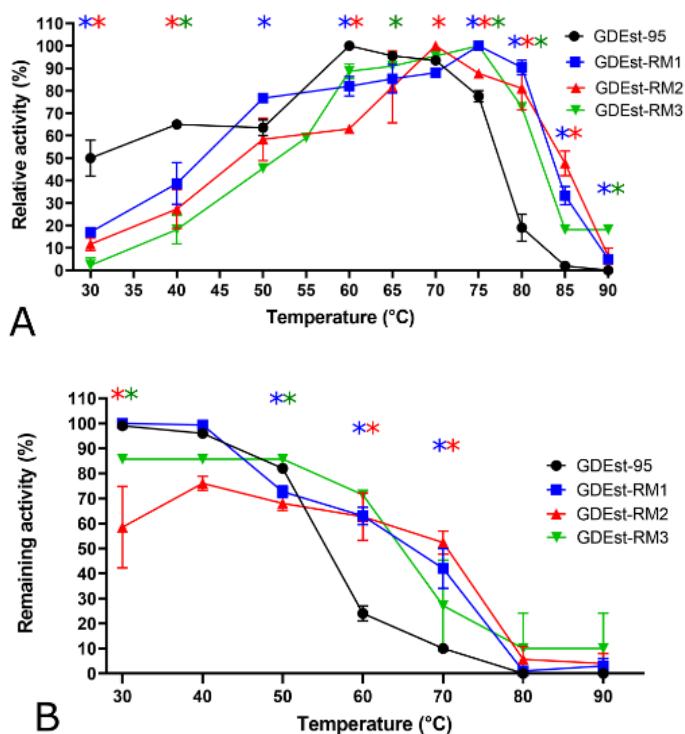 110
100
90
80
70
60
50
40
30
20
10
0
Relative activity (%)
GDEst-95
GDEst-RM1
GDEst-RM2
GDEst-RM3
30 35 40 45 50 55 60 65 70 75 80 85 90
Temperature (°C)
A
110
100
90
80
70
60
50
40
30
20
10
0
Remaining activity (%)
GDEst-95
GDEst-RM1
GDEst-RM2
GDEst-RM3
30 40 50 60 70 80 90
Temperature (°C)
B